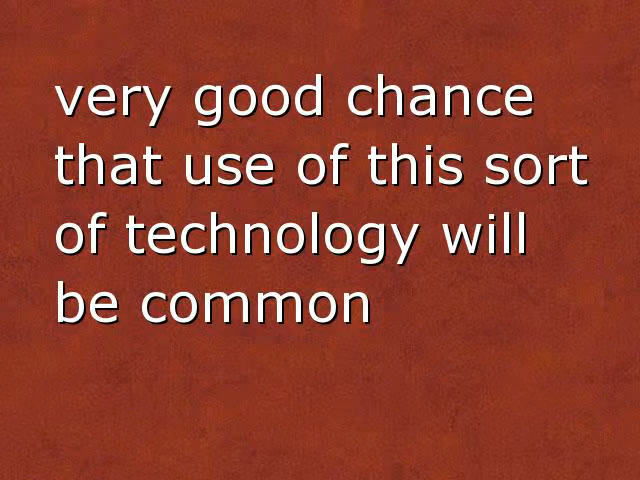 very good chance
that use of this sort
of technology will
be common